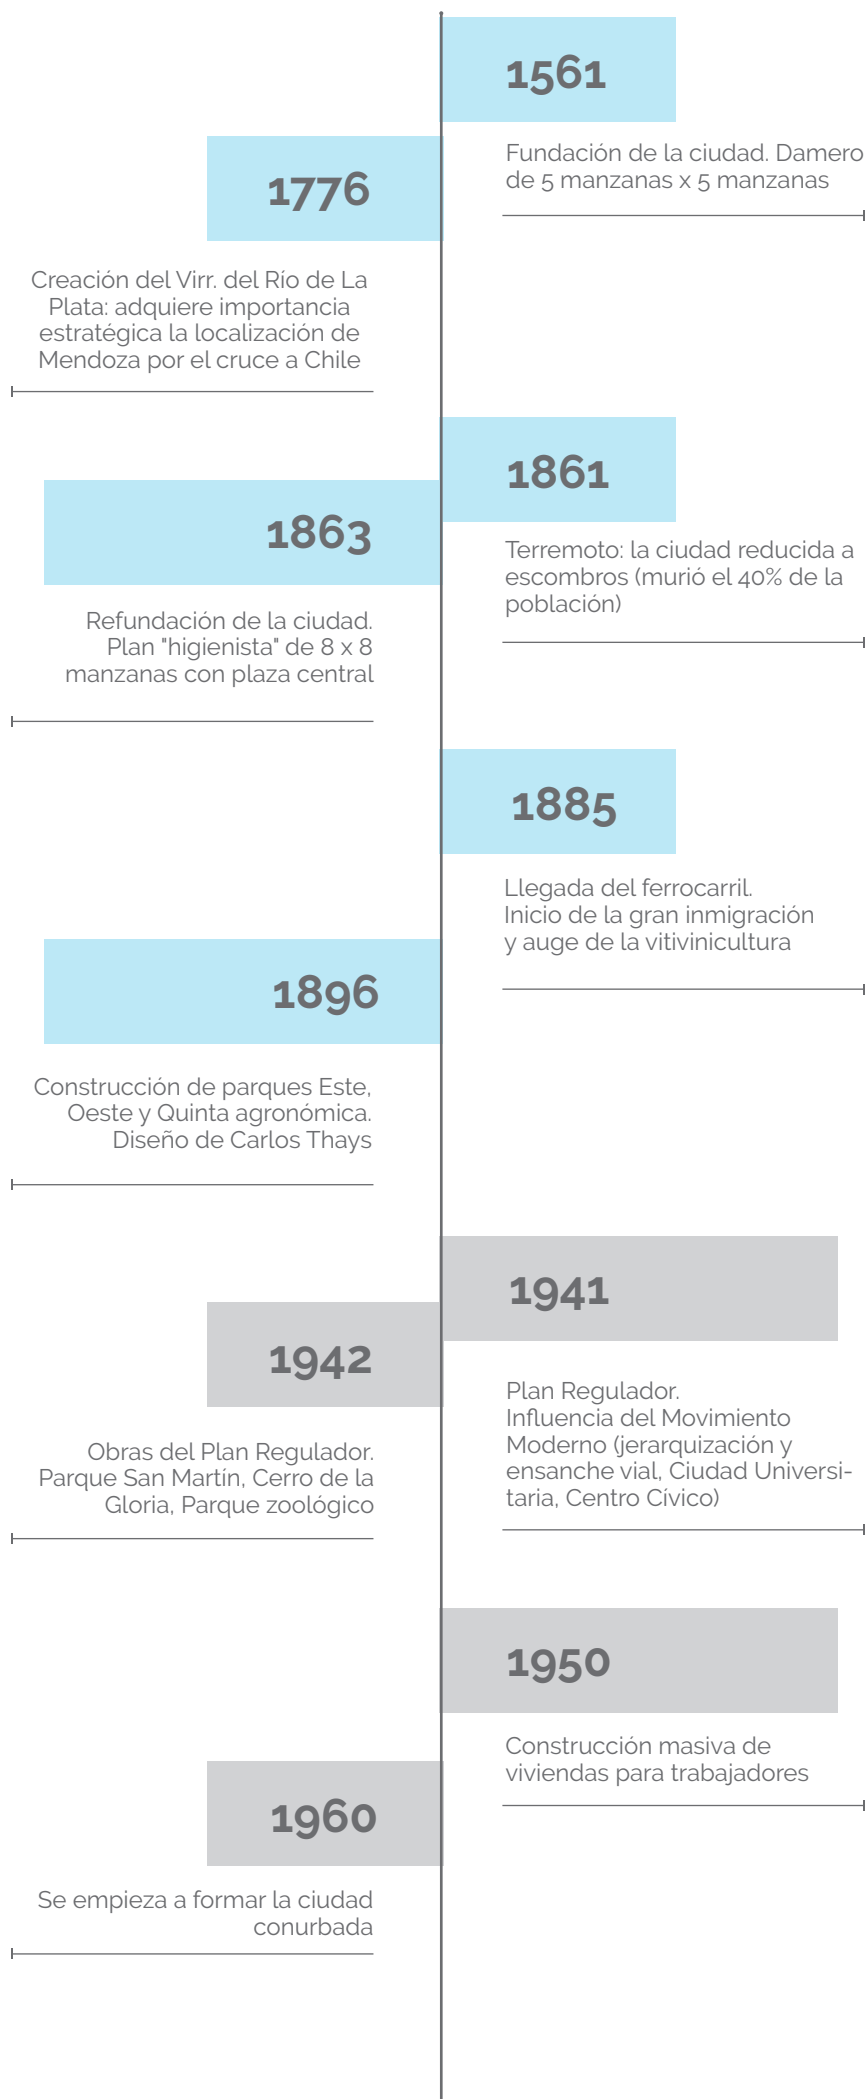 1561
Fundación de la ciudad. Damero
de 5 manzanas x 5 manzanas
1776
Creación del Virr. del Río de La
Plata: adquiere importancia
estratégica la localización de
Mendoza por el cruce a Chile
1861
Terremoto: la ciudad reducida a
escombros (murió el 40% de la
población)
1863
Refundación de la ciudad.
Plan "higienista" de 8 x 8
manzanas con plaza central
1885
Llegada del ferrocarril.
Inicio de la gran inmigración
y auge de la vitivinicultura
1896
Construcción de parques Este,
Oeste y Quinta agronómica.
Diseño de Carlos Thays
1941
Plan Regulador.
Influencia del Movimiento
Moderno (jerarquización y
ensanche vial, Ciudad Universi-
taria, Centro Cívico)
1942
Obras del Plan Regulador.
Parque San Martín, Cerro de la
Gloria, Parque zoológico
1950
Construcción masiva de
viviendas para trabajadores
1960
Se empieza a formar la ciudad
conurbada